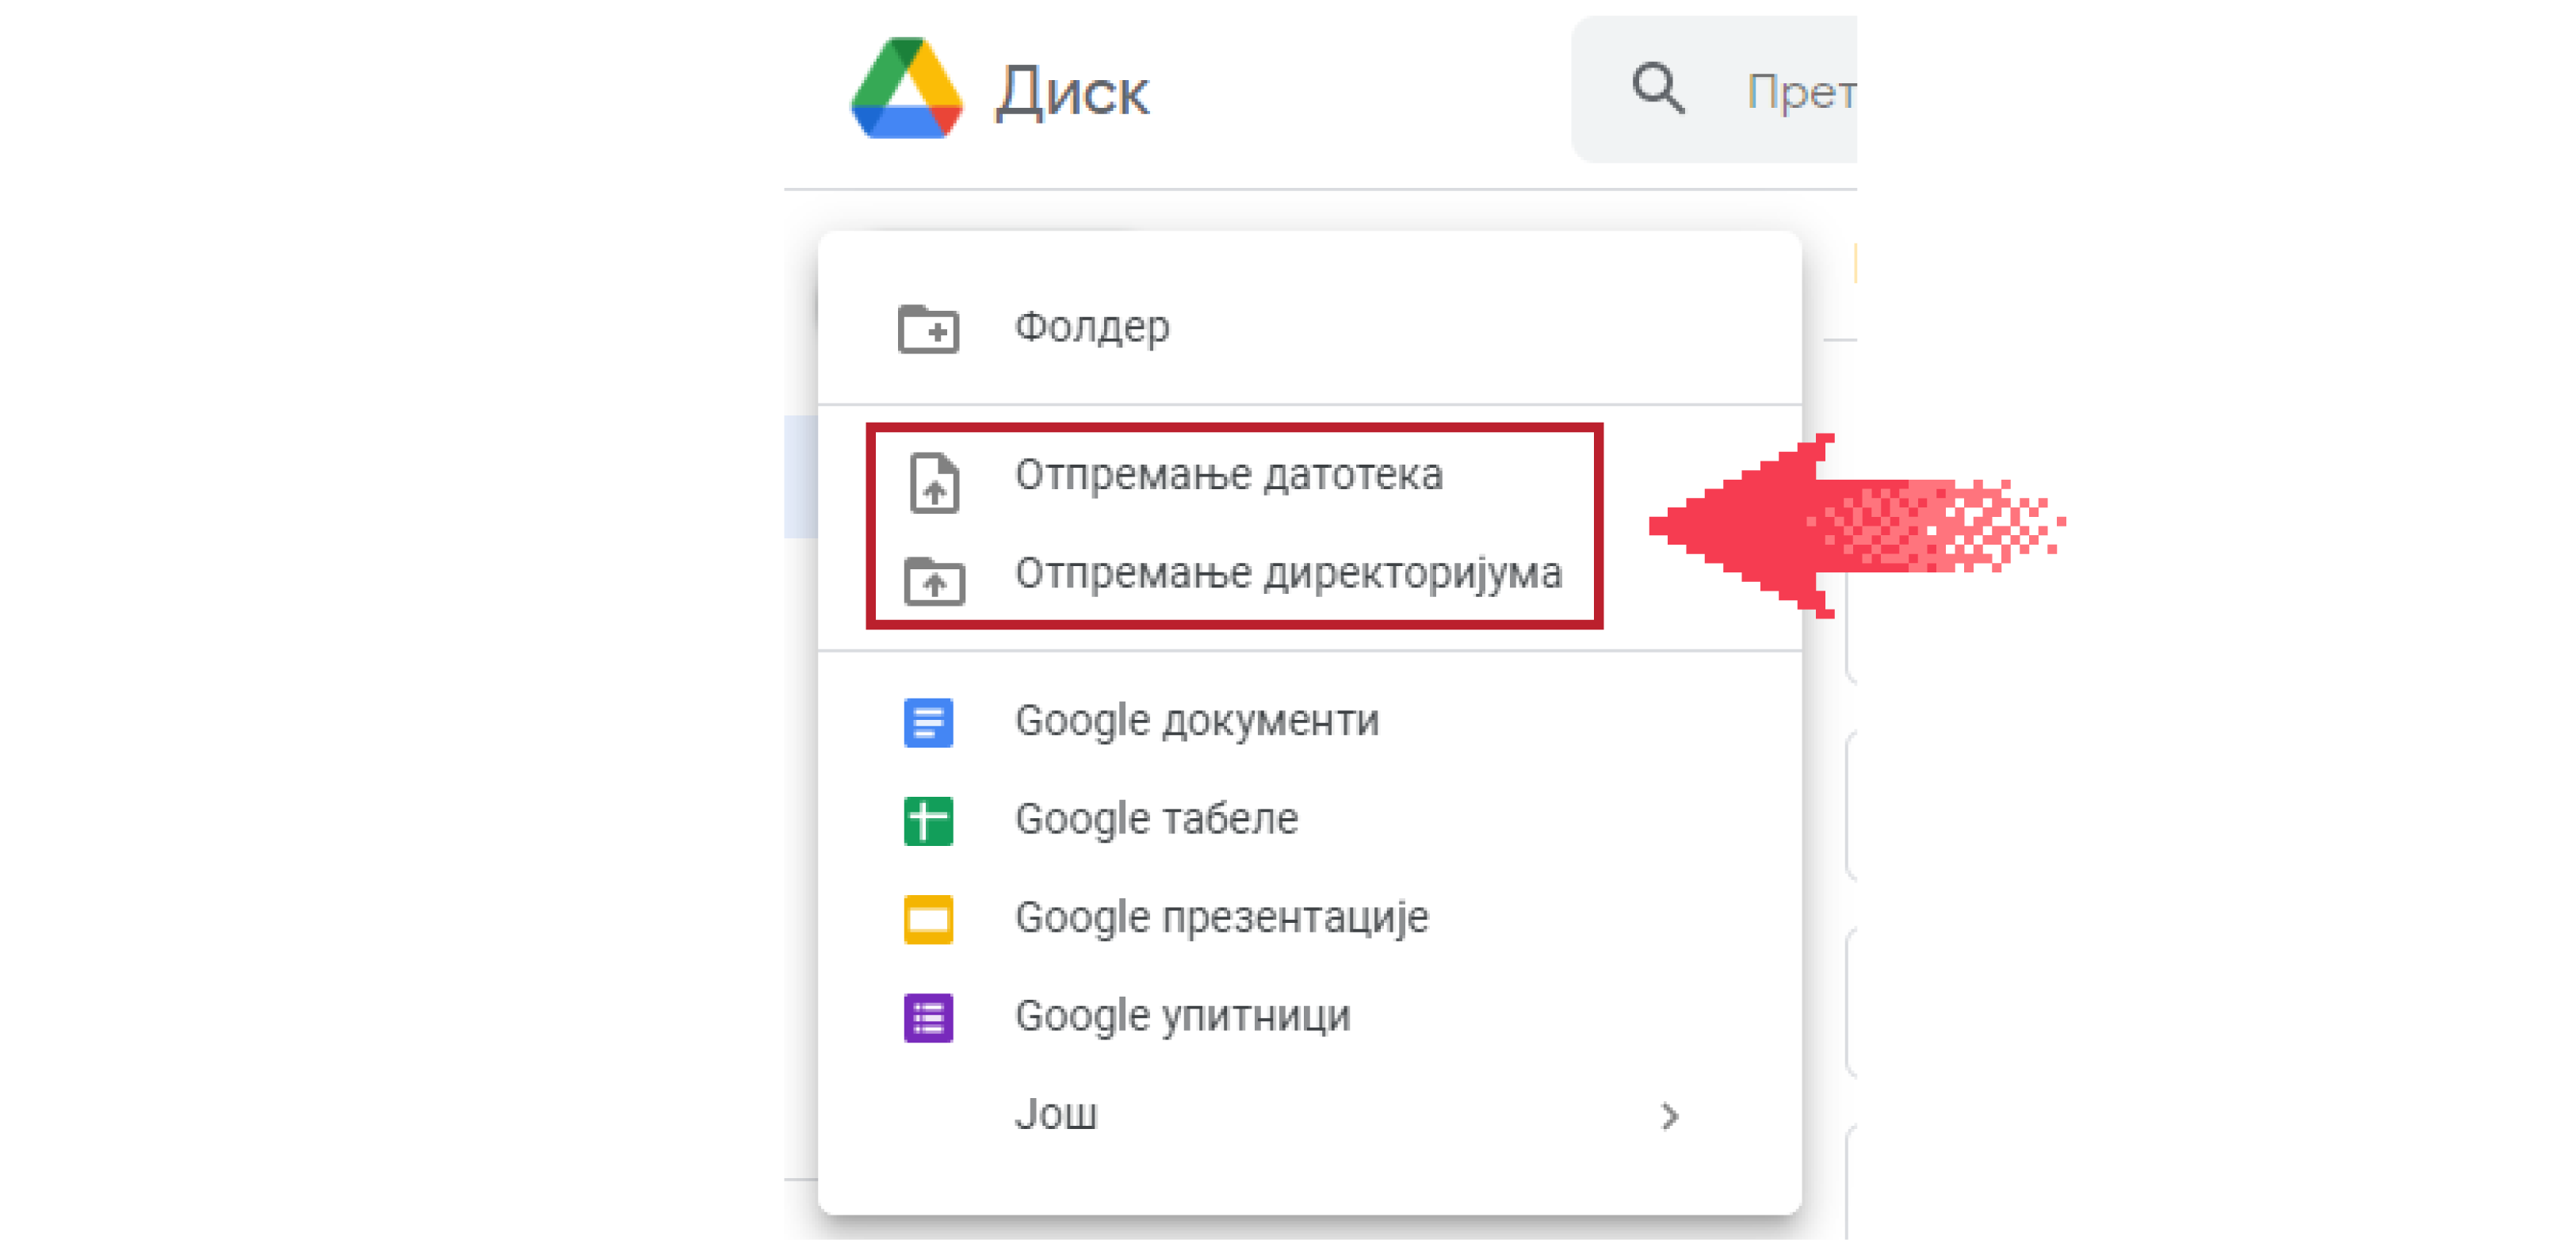 Диск
Прет
Фолдер
Отпремање датотека
Отпремање директоријума
Google документи
Google табеле
Google презентације
Google упитници
Још